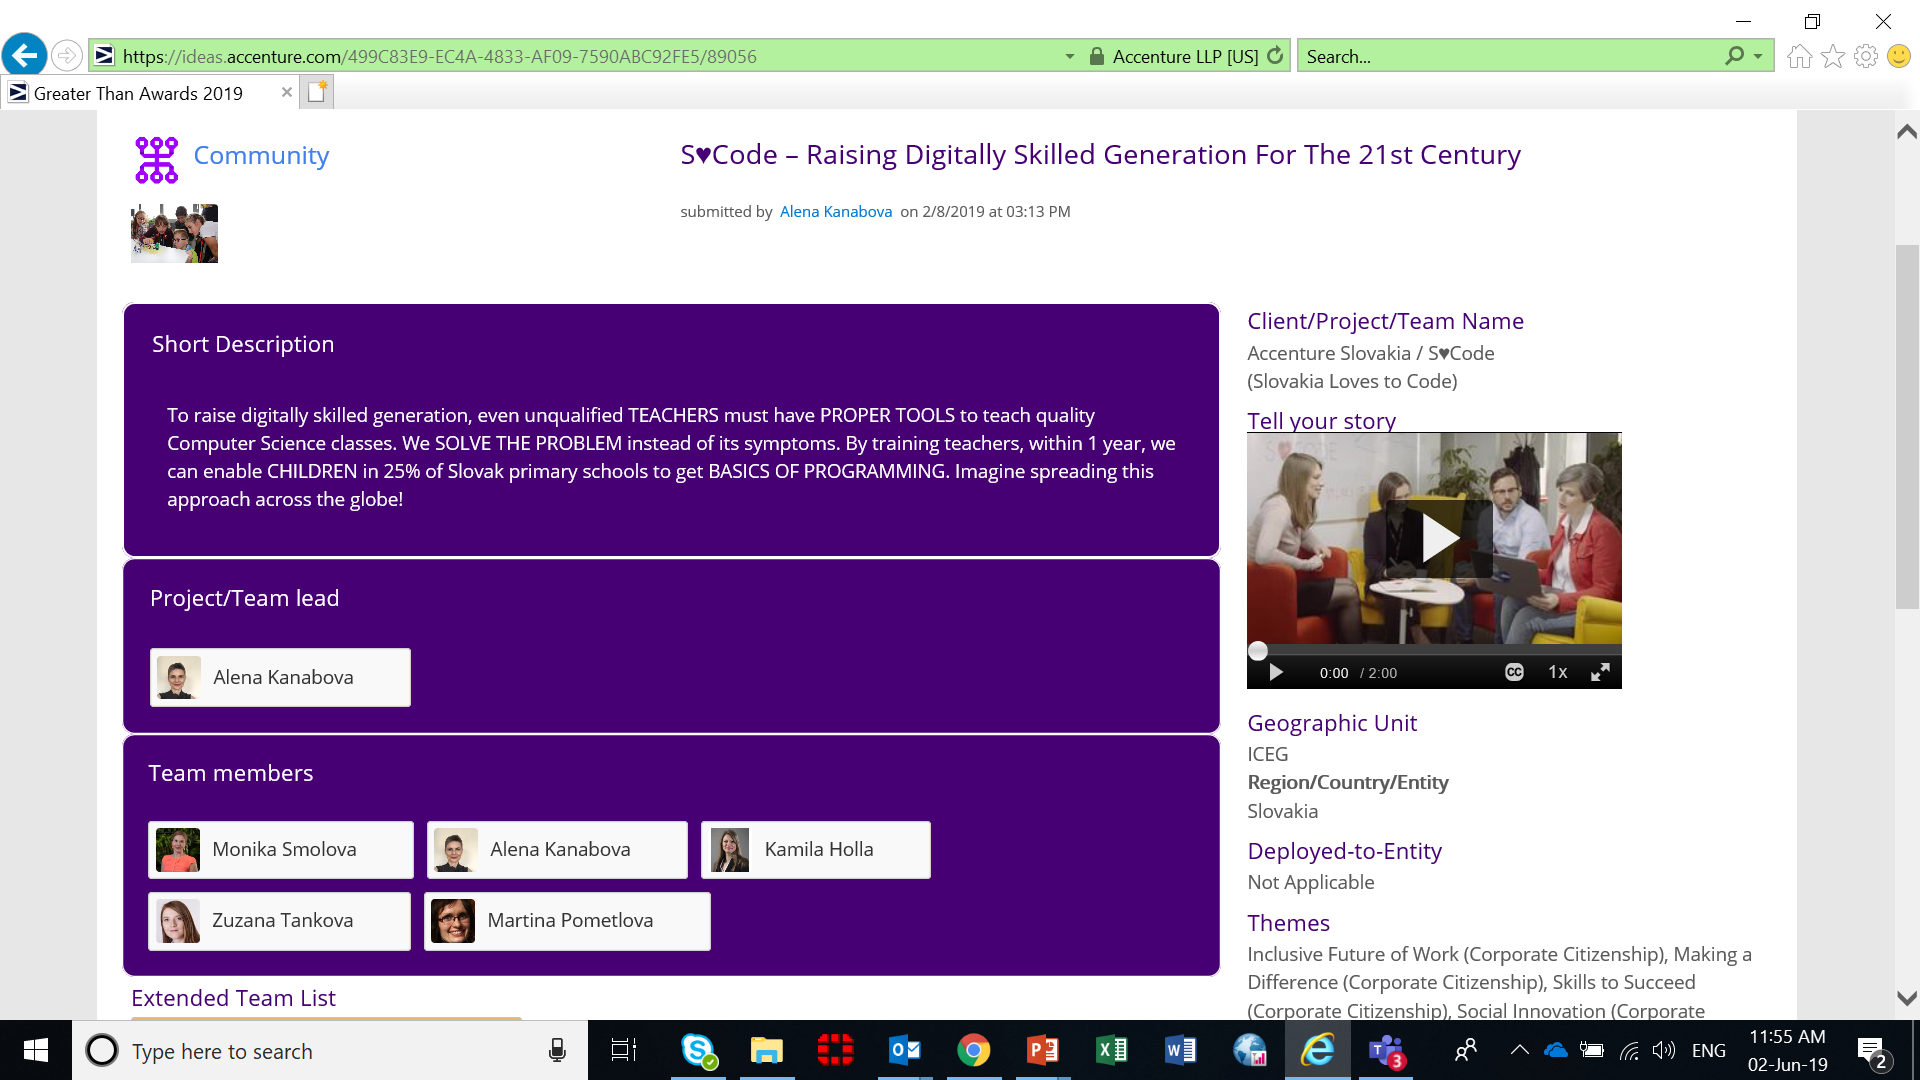 https://ideas.accenture.com/499C83E9-EC4A-4833-AF09-7590ABC92FE5/89056
Accenture LLP [US]
Search...
Greater Than Awards 2019
Community
S♥Code – Raising Digitally Skilled Generation For The 21st Century
submitted by Alena Kanabova on 2/8/2019 at 03:13 PM
Short Description
To raise digitally skilled generation, even unqualified TEACHERS must have PROPER TOOLS to teach quality
Computer Science classes. We SOLVE THE PROBLEM instead of its symptoms. By training teachers, within 1 year, we
can enable CHILDREN in 25% of Slovak primary schools to get BASICS OF PROGRAMMING. Imagine spreading this
approach across the globe!
Project/Team lead
Alena Kanabova
Team members
Monika Smolova
Alena Kanabova
Kamila Holla
Zuzana Tankova
Martina Pometlova
Extended Team List
Client/Project/Team Name
Accenture Slovakia / S♥Code
(Slovakia Loves to Code)
Tell your story
S♥CODE
0:00 / 2:00
CC
1x
Geographic Unit
ICEG
Region/Country/Entity
Slovakia
Deployed-to-Entity
Not Applicable
Themes
Inclusive Future of Work (Corporate Citizenship), Making a
Difference (Corporate Citizenship), Skills to Succeed
(Corporate Citizenship), Social Innovation (Corporate
Type here to search
3
ENG
11:55 AM
02-Jun-19
2